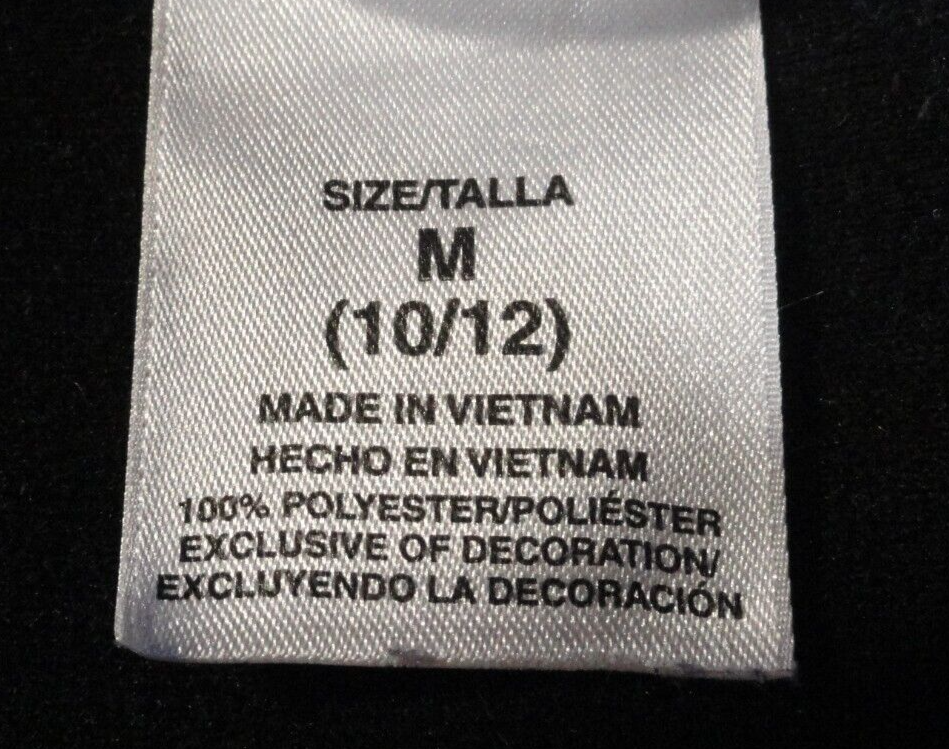 SIZE/TALLA
M
(10/12)
MADE IN VIETNAM
HECHO EN VIETNAM
100% POLYESTER/POLIÉSTER
EXCLUSIVE OF DECORATION/
EXCLUYENDO LA DECORACIÓN